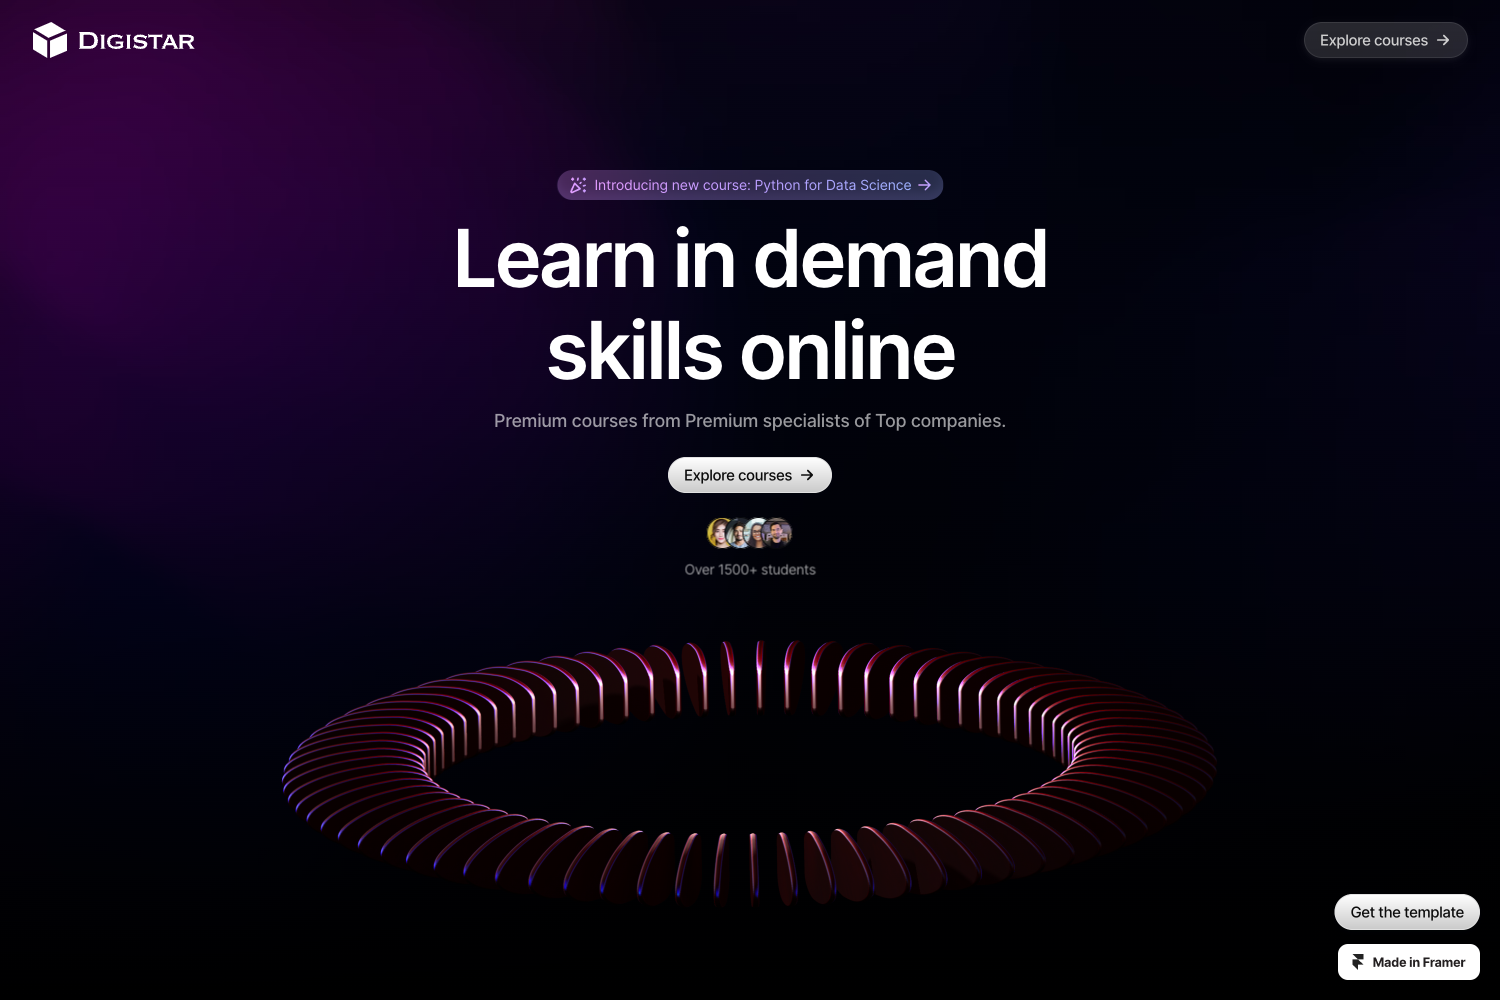 DIGISTAR
Explore courses
Introducing new course: Python for Data Science
Learn in demand
skills online
Premium courses from Premium specialists of Top companies.
Explore courses
Over 1500+ students
Get the template
Made in Framer